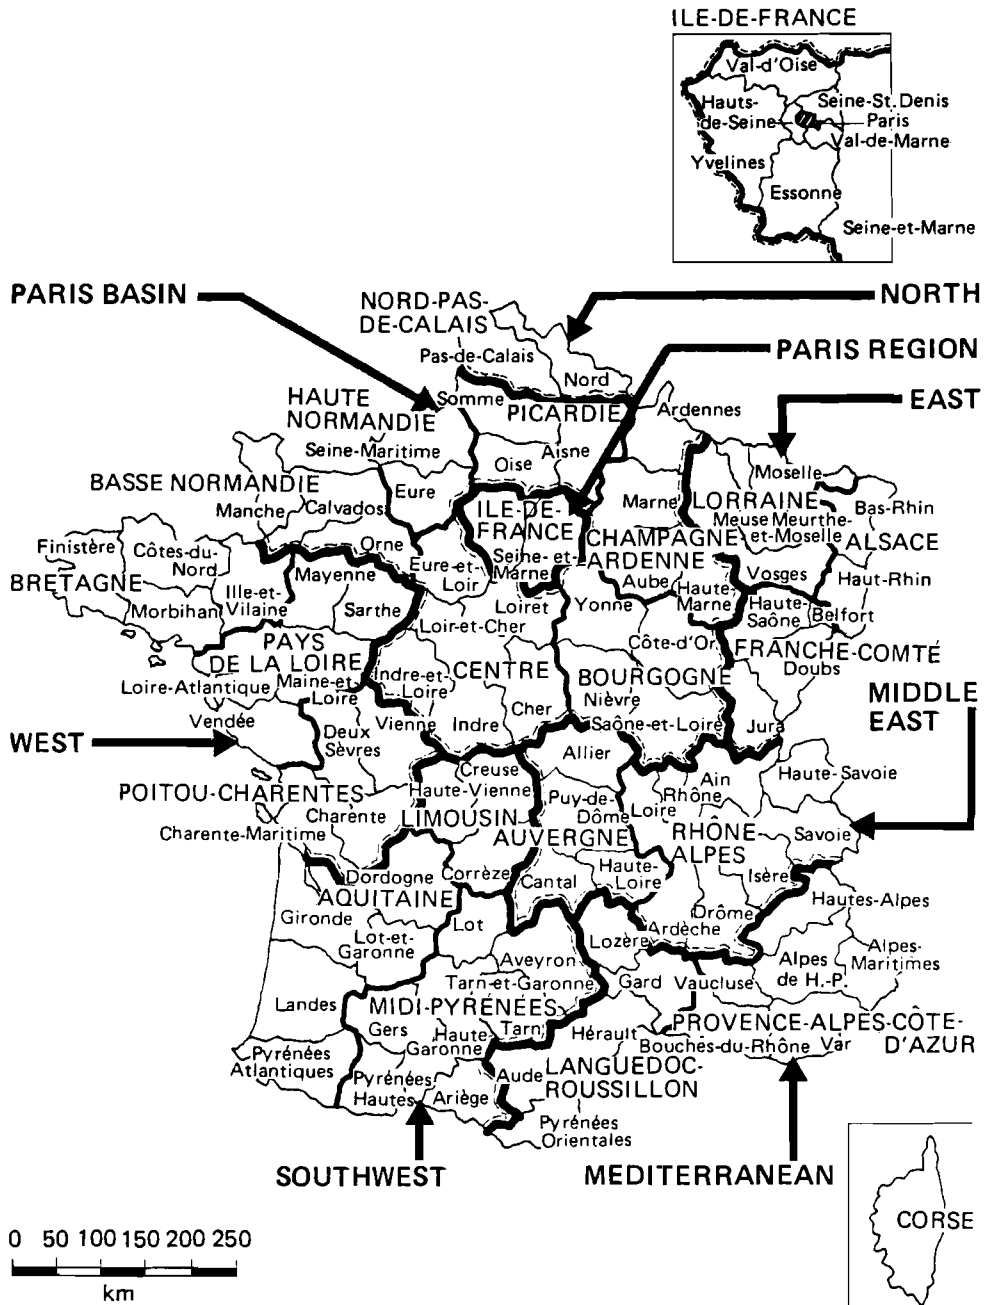 ILE-DE-FRANCE
Val-d'Oise
Hauts-
de-Seine
Seine-St.Denis
Paris
Val-de-Marne
Yvelines
Essonne
Seine-et-Marne
PARIS BASIN
NORD-PAS-
DE-CALAIS
NORTH
Pas-de-Calais
PARIS REGION
Nord
HAUTE
NORMANDIE
Somme
PICARDIE
Ardennes
EAST
Seine-Maritime
Aisne
Oise
Moselle
BASSE NORMANDIE
Eure
Manche
Calvados
ILE-DE-
FRANCE
Marne
LORRAINE
Bas-Rhin
Meuse
Meurthe-
et-Moselle
ALSACE
Finistère
Côtes-du-
Nord
Orne
CHAMPAGNE
ARDENNE
BRETAGNE
Mayenne
Eure-et-
Loir
Seine-et-
Marne
Aube
Haute-
Marne
Vosges
Haut-Rhin
Morbihan
Ille-et-
Vilaine
Sarthe
Loiret
Yonne
Haute-
Saône
Belfort
Loir-et-Cher
PAYS
DE LA LOIRE
Côte-d'Or
FRANCHE-COMTÉ
Doubs
Loire-Atlantique
Maine-et-
Loire
Indre-et-
Loire
CENTRE
BOURGOGNE
Nièvre
MIDDLE
EAST
Vendée
Deux
Sèvres
Vienne
Indre
Cher
Saône-et-Loire
Jura
WEST
Allier
Creuse
Haute-Vienne
Ain
Haute-Savoie
POITOU-CHARENTES
Charente
Puy-de-
Dôme
Loire
Rhône
Charente-Maritime
LIMOUSIN
AUVERGNE
RHÔNE-
ALPES
Savoie
Dordogne
Corrèze
Cantal
Haute-
Loire
Isère
AQUITAINE
Hautes-Alpes
Gironde
Lot
Drôme
Ardèche
Lot-et-
Garonne
Lozère
Alpes
de H.-P.
Alpes-
Maritimes
Aveyron
Landes
Tarn-et-Garonne
Gard
Vaucluse
MIDI-PYRÉNÉES
Gers
Haute-
Garonne
Tarn
Hérault
PROVENCE-ALPES-CÔTE-
D'AZUR
Bouches-du-Rhône
Var
Pyrénées
Atlantiques
Pyrénées
Hautes
Ariège
Aude
LANGUEDOC-
ROUSSILLON
Pyrénées
Orientales
SOUTHWEST
MEDITERRANEAN
CORSE
0 50 100 150 200 250
km